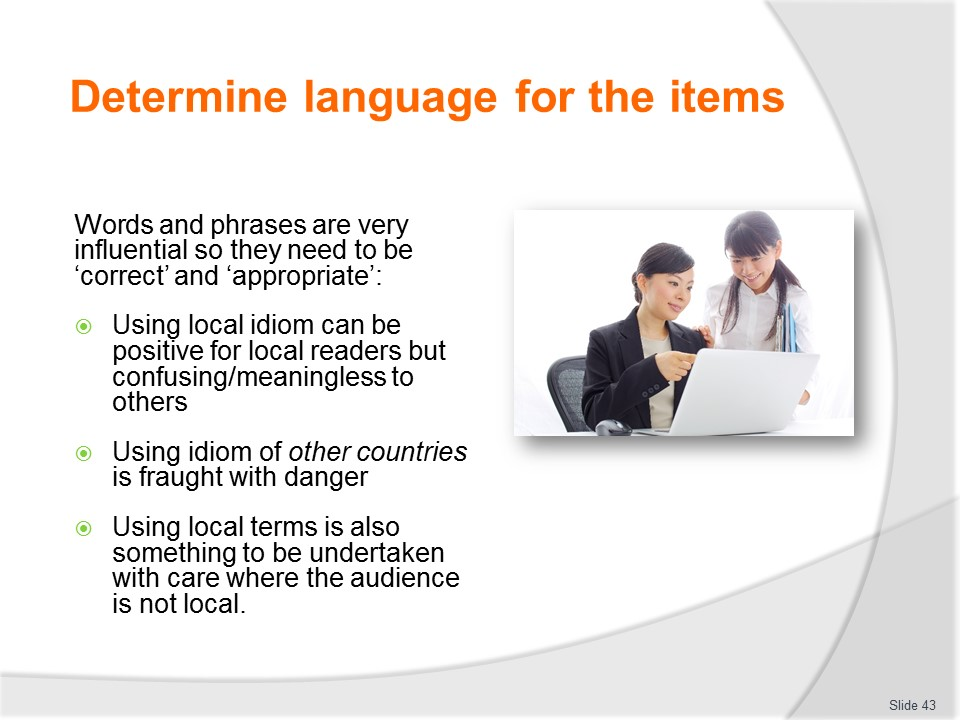 Determine language for the items
Words and phrases are very
influential so they need to be
‘correct’ and ‘appropriate’:
Using local idiom can be
positive for local readers but
confusing/meaningless to
others
Using idiom of other countries
is fraught with danger
Using local terms is also
something to be undertaken
with care where the audience
is not local.
Slide 43